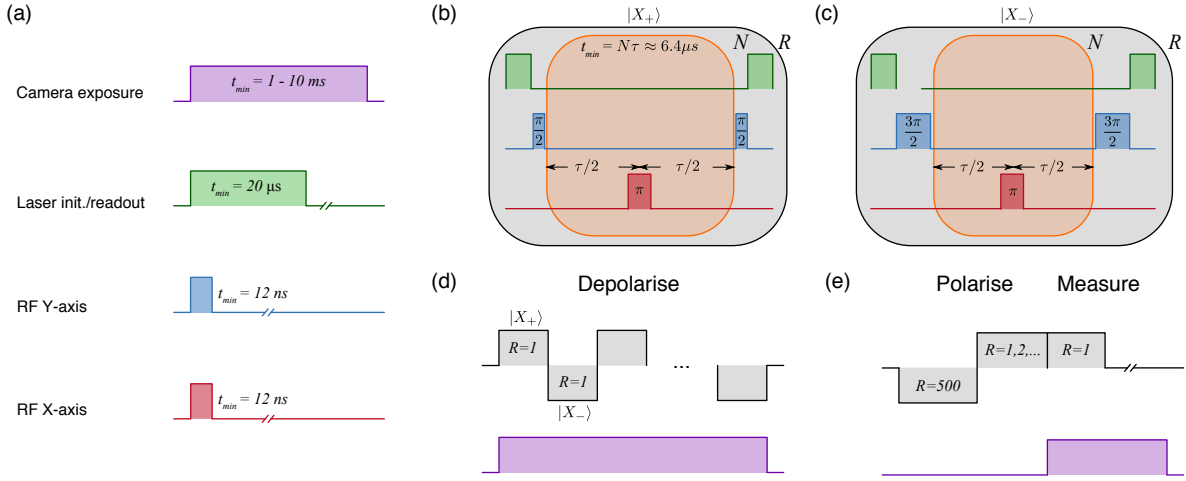 (a)
Camera exposure
t_min = 1 - 10 ms
Laser init./readout
t_min = 20 µs
RF Y-axis
t_min = 12 ns
RF X-axis
t_min = 12 ns
(b)
|X₊⟩
t_min = Nτ ≈ 6.4μs
N
R
π/2
π/2
τ/2
τ/2
π
(c)
|X₋⟩
N
R
3π/2
3π/2
τ/2
τ/2
π
(d)
Depolarise
|X₊⟩
R=1
R=1
...
|X₋⟩
(e)
Polarise
Measure
R=1,2,...
R=1
R=500